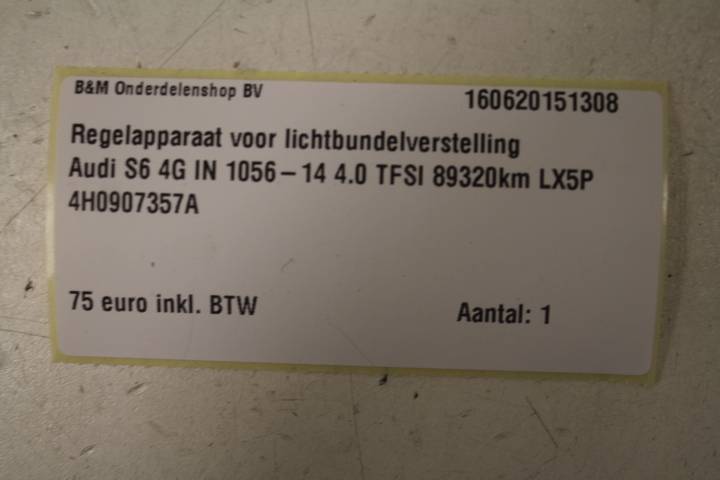 B&M Onderdelenshop BV
160620151308
Regelapparaat voor lichtbundelverstelling
Audi S6 4G IN 1056-14 4.0 TFSI 89320km LX5P
4H0907357A
75 euro inkl. BTW
Aantal: 1